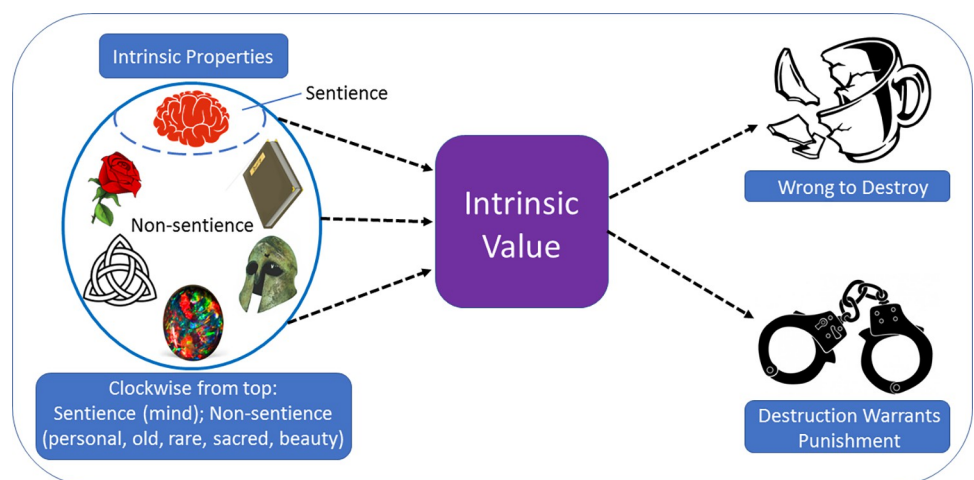 Intrinsic Properties
Sentience
Non-sentience
Clockwise from top:
Sentience (mind); Non-sentience
(personal, old, rare, sacred, beauty)
Intrinsic
Value
Wrong to Destroy
Destruction Warrants
Punishment